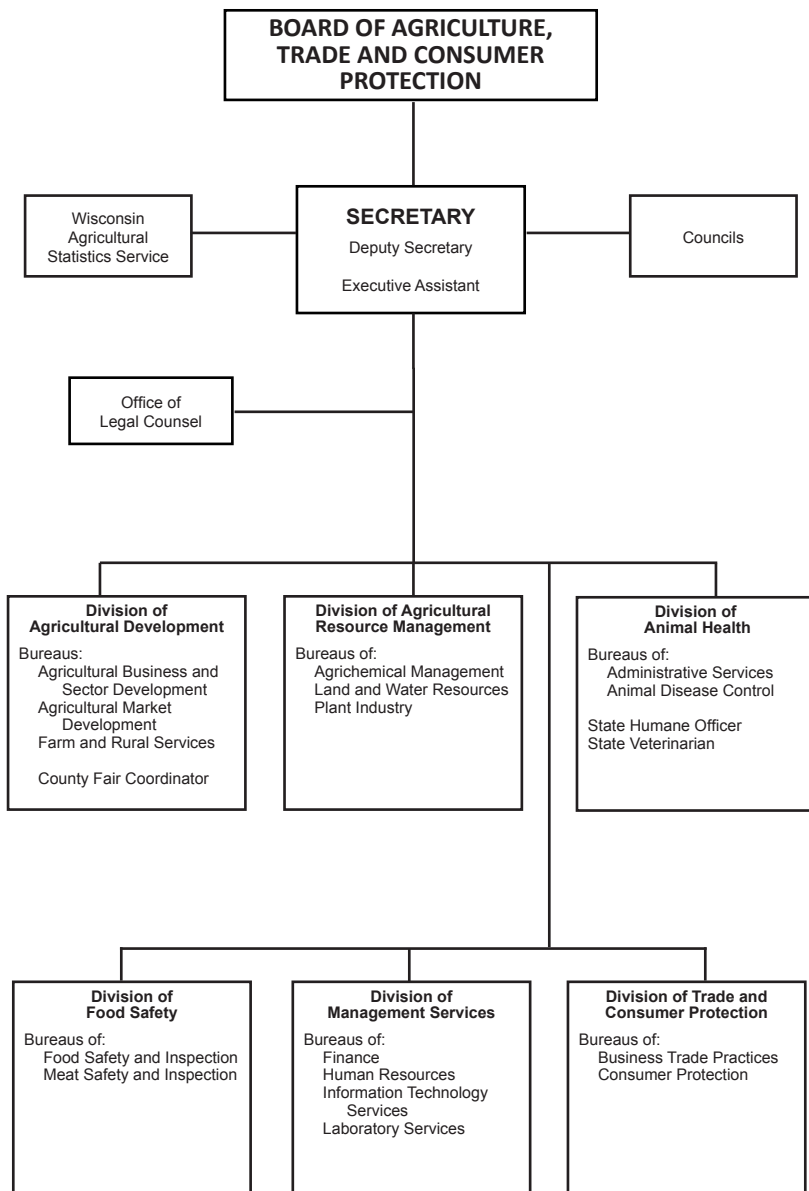 BOARD OF AGRICULTURE,
TRADE AND CONSUMER
PROTECTION
Wisconsin
Agricultural
Statistics Service
SECRETARY
Deputy Secretary
Executive Assistant
Councils
Office of
Legal Counsel
Division of
Agricultural Development
Bureaus:
Agricultural Business and
Sector Development
Agricultural Market
Development
Farm and Rural Services
County Fair Coordinator
Division of Agricultural
Resource Management
Bureaus of:
Agrichemical Management
Land and Water Resources
Plant Industry
Division of
Animal Health
Bureaus of:
Administrative Services
Animal Disease Control
State Humane Officer
State Veterinarian
Division of
Food Safety
Bureaus of:
Food Safety and Inspection
Meat Safety and Inspection
Division of
Management Services
Bureaus of:
Finance
Human Resources
Information Technology
Services
Laboratory Services
Division of Trade and
Consumer Protection
Bureaus of:
Business Trade Practices
Consumer Protection